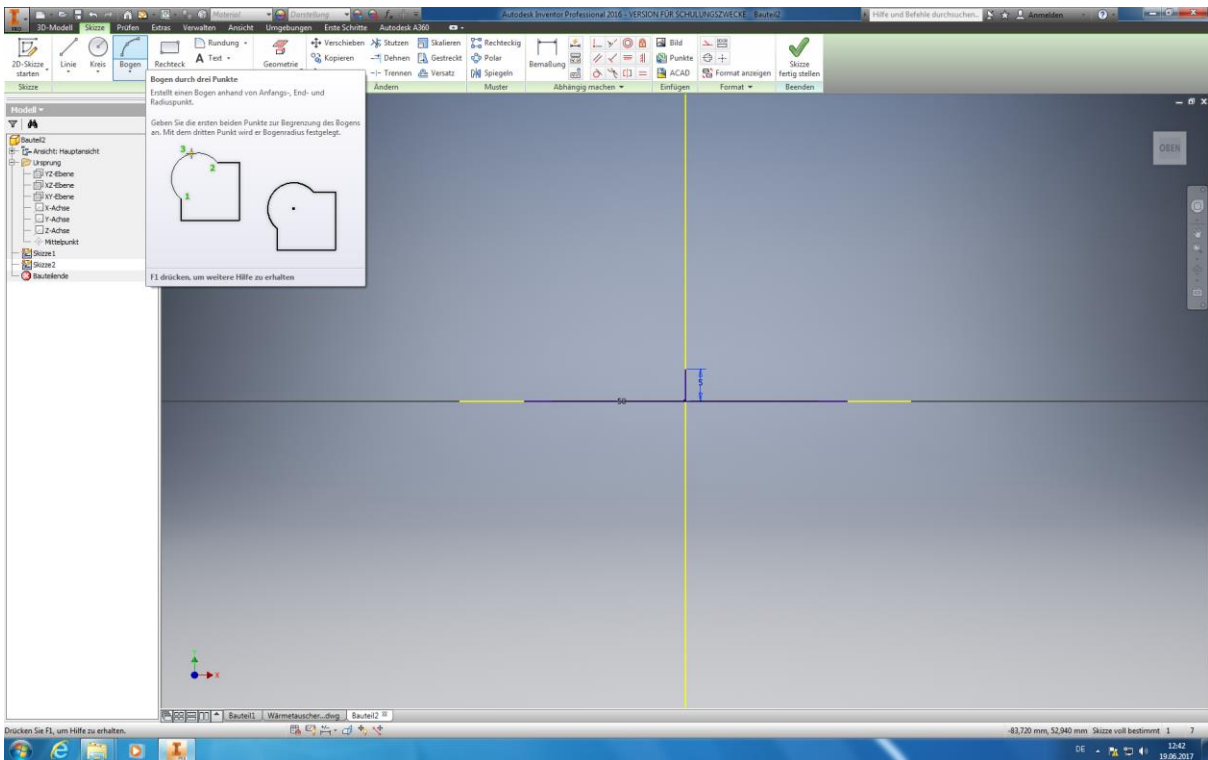 Material
Darstellung
Autodesk Inventor Professional 2016 - VERSION FÜR SCHULUNGSZWECKE Bauteil2
Hilfe und Befehle durchsuchen...
Anmelden
3D-Modell Skizze Prüfen Extras Verwalten Ansicht Umgebungen Erste Schritte Autodesk A360
2D-Skizze starten
Linie
Kreis
Bogen
Rechteck
Rundung
A Text
Geometrie
Verschieben
Kopieren
Stutzen
Dehnen
Trennen
Skalieren
Gestreckt
Versatz
Rechteckig
Polar
Spiegeln
Bemaßung
Bild
Punkte
ACAD
Format anzeigen
Skizze fertig stellen
Skizze
Ändern
Muster
Abhängig machen
Einfügen
Format
Beenden
Bogen durch drei Punkte
Erstellt einen Bogen anhand von Anfangs-, End- und
Radiuspunkt.
Geben Sie die ersten beiden Punkte zur Begrenzung des Bogens
an. Mit dem dritten Punkt wird er Bogenradius festgelegt.
3
2
1
F1 drücken, um weitere Hilfe zu erhalten
Modell
Bauteil2
Ansicht: Hauptansicht
Ursprung
YZ-Ebene
XZ-Ebene
XY-Ebene
X-Achse
Y-Achse
Z-Achse
Mittelpunkt
Skizze1
Skizze2
Bauteilende
OBEN
5
50
Y
X
Bauteil1 Wärmetauscher...dwg Bauteil2
Drücken Sie F1, um Hilfe zu erhalten.
-83,720 mm, 52,940 mm Skizze voll bestimmt 1 7
DE
12:42
19.06.2017